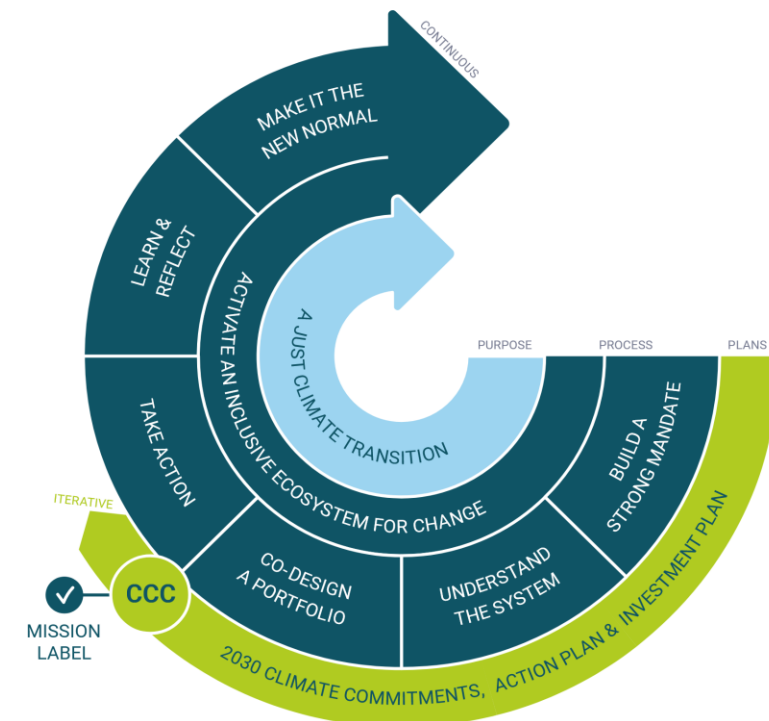 CONTINUOUS
MAKE IT THE
NEW NORMAL
LEARN &
REFLECT
ACTIVATE AN INCLUSIVE ECOSYSTEM FOR CHANGE
A JUST CLIMATE TRANSITION
PURPOSE
PROCESS
PLANS
TAKE ACTION
BUILD A
STRONG MANDATE
ITERATIVE
CO-DESIGN
A PORTFOLIO
UNDERSTAND
THE SYSTEM
CCC
MISSION
LABEL
2030 CLIMATE COMMITMENTS, ACTION PLAN & INVESTMENT PLAN